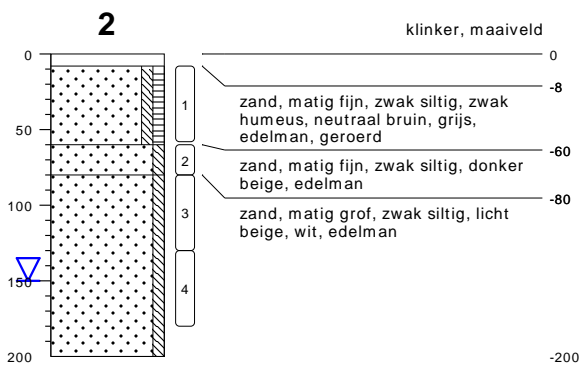 2
klinker, maaiveld
0
0
-8
1
zand, matig fijn, zwak siltig, zwak
humeus, neutraal bruin, grijs,
edelman, geroerd
50
-60
2
zand, matig fijn, zwak siltig, donker
beige, edelman
-80
100
3
zand, matig grof, zwak siltig, licht
beige, wit, edelman
150
4
200
-200